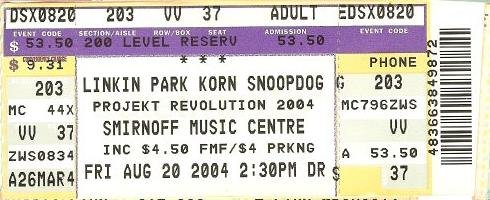 DSX0820 203 VV 37 ADULT EDSX0820
EVENT CODE SECTION/AISLE ROW/BOX SEAT ADMISSION EVENT CODE
$ 53.50 200 LEVEL RESERV 53.50
$ 9.31 * * * PHONE
203 LINKIN PARK KORN SNOOPDOG G 203
MC 44X PROJEKT REVOLUTION 2004 MC796ZWS
VV 37 SMIRNOFF MUSIC CENTRE VV
ZWS0834 INC $4.50 FMF/$4 PRKNG A 53.50
A26MAR4 FRI AUG 20 2004 2:30PM DR $ 37
483663849872